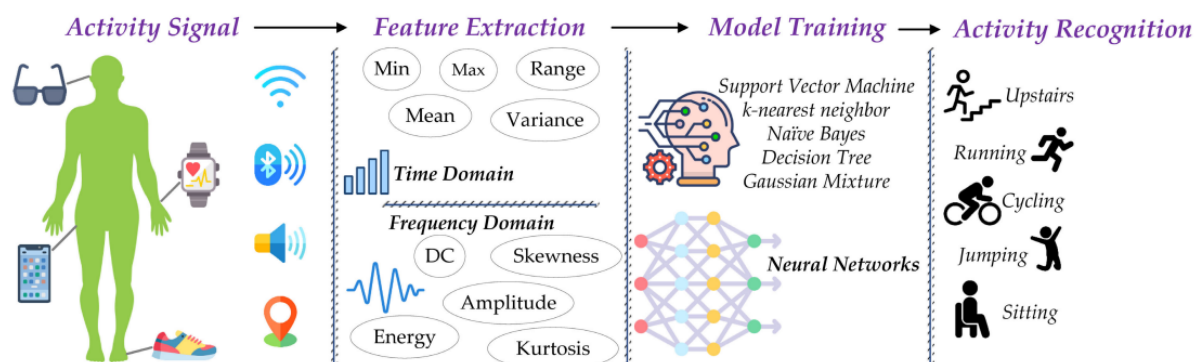 Activity Signal
Feature Extraction
Model Training
Activity Recognition
Min
Max
Range
Mean
Variance
Time Domain
Frequency Domain
DC
Skewness
Amplitude
Energy
Kurtosis
Support Vector Machine
k-nearest neighbor
Naïve Bayes
Decision Tree
Gaussian Mixture
Neural Networks
Upstairs
Running
Cycling
Jumping
Sitting